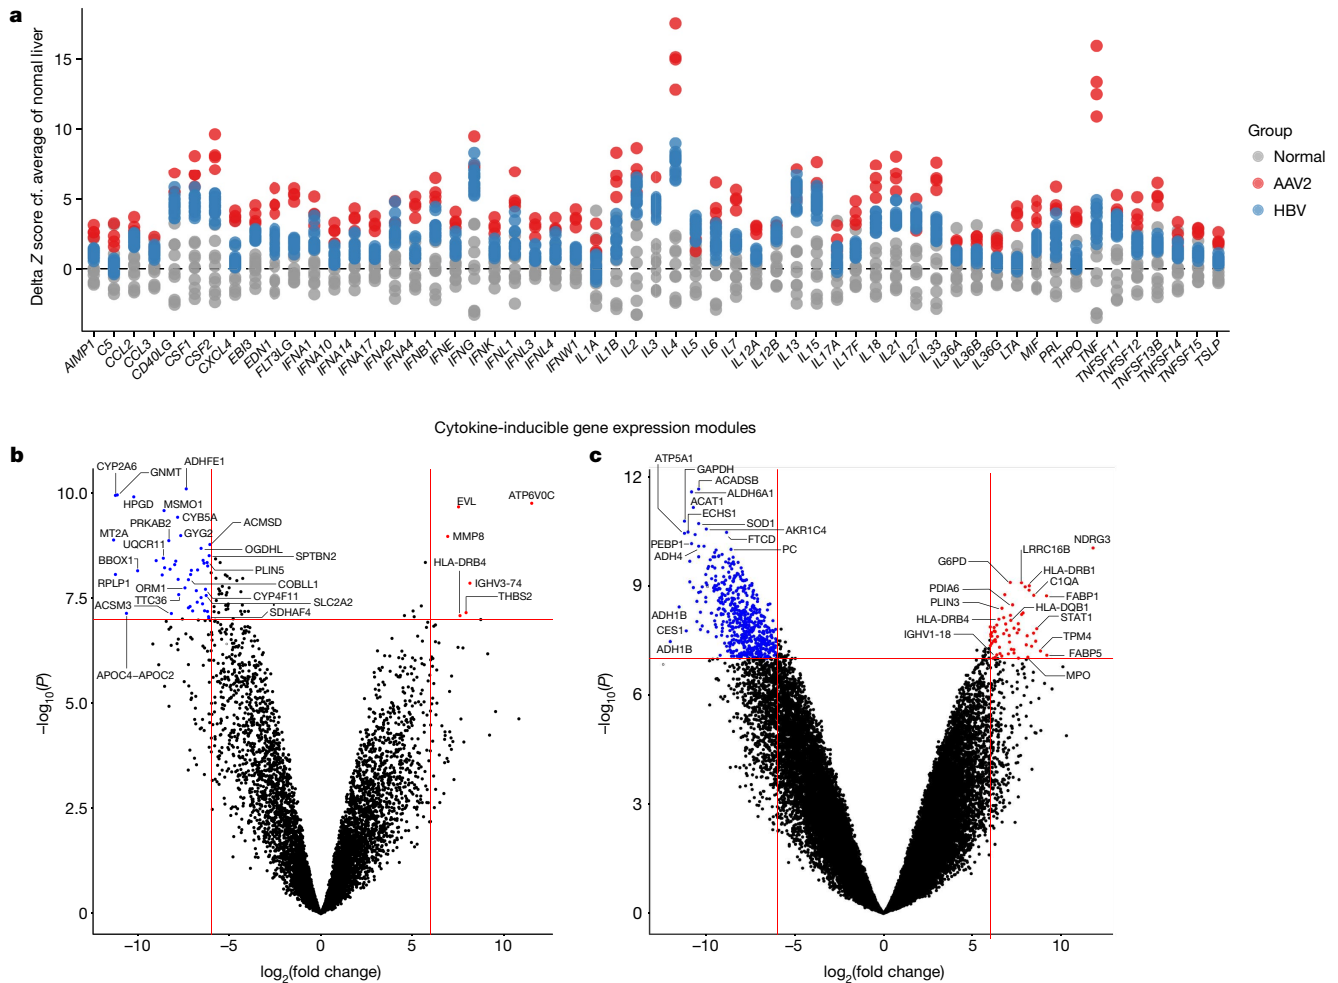 a
Delta Z score of. average of nomal liver
15
10
5
0
Group
Normal
AAV2
HBV
AIMP1
C5
CCL2
CCL3
CD40LG
CSF1
CSF2
CXCL4
EBI3
EDN1
FLT3LG
IFNA1
IFNA10
IFNA14
IFNA17
IFNA2
IFNA4
IFNB1
IFNE
IFNG
IFNK
IFNL1
IFNL3
IFNL4
IFNW1
IL1A
IL1B
IL2
IL3
IL4
IL5
IL6
IL7
IL12A
IL12B
IL13
IL15
IL17A
IL17F
IL18
IL21
IL27
IL33
IL36A
IL36B
IL36G
LTA
MIF
PRL
THPO
TNF
TNFSF11
TNFSF12
TNFSF13B
TNFSF14
TNFSF15
TSLP
Cytokine-inducible gene expression modules
b
−log10(P)
10.0
7.5
5.0
2.5
0
CYP2A6
GNMT
ADHFE1
HPGD
MSMO1
CYB5A
PRKAB2
MT2A
GYG2
ACMSD
UQCR11
OGDHL
SPTBN2
BBOX1
PLIN5
RPLP1
ORM1
COBLL1
TTC36
CYP4F11
SLC2A2
ACSM3
SDHAF4
APOC4−APOC2
EVL
ATP6V0C
MMP8
HLA-DRB4
IGHV3-74
THBS2
−10
−5
0
5
10
log2(fold change)
c
−log10(P)
12
9
6
3
0
ATP5A1
GAPDH
ACADSB
ALDH6A1
ACAT1
ECHS1
SOD1
AKR1C4
FTCD
PEBP1
PC
ADH4
ADH1B
CES1
ADH1B
NDRG3
LRRC16B
G6PD
HLA-DRB1
C1QA
PDIA6
FABP1
PLIN3
HLA-DQB1
HLA-DRB4
STAT1
IGHV1-18
TPM4
FABP5
MPO
−10
−5
0
5
10
log2(fold change)